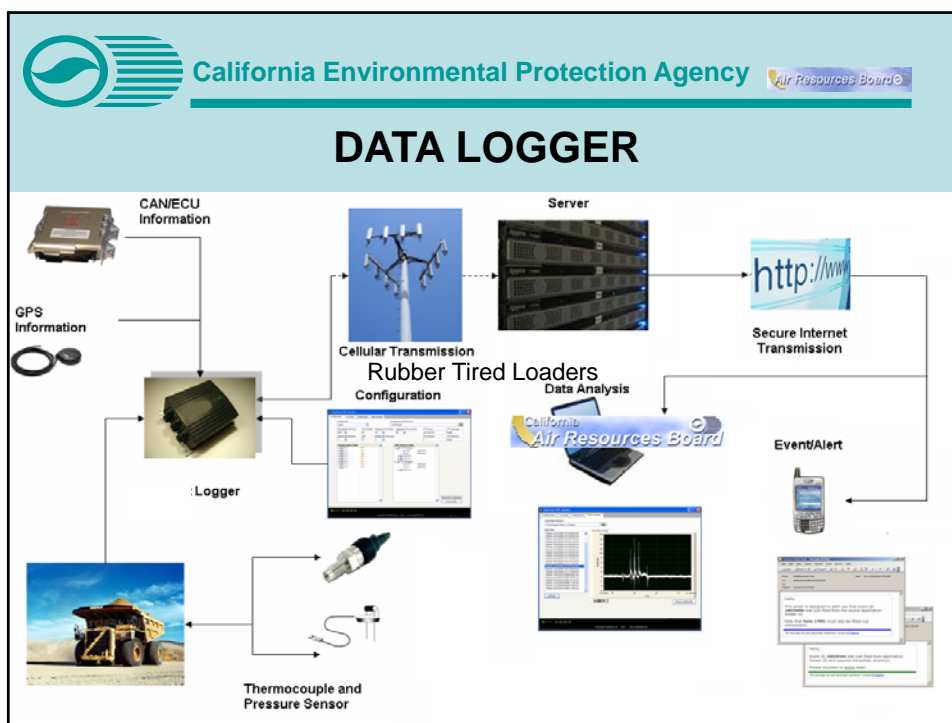 California Environmental Protection Agency
Air Resources Board
DATA LOGGER
CAN/ECU
Information
Server
http://www
GPS
Information
Cellular Transmission
Secure Internet
Transmission
Rubber Tired Loaders
Configuration
Data Analysis
California
Air Resources Board
Event/Alert
: Logger
Thermocouple and
Pressure Sensor